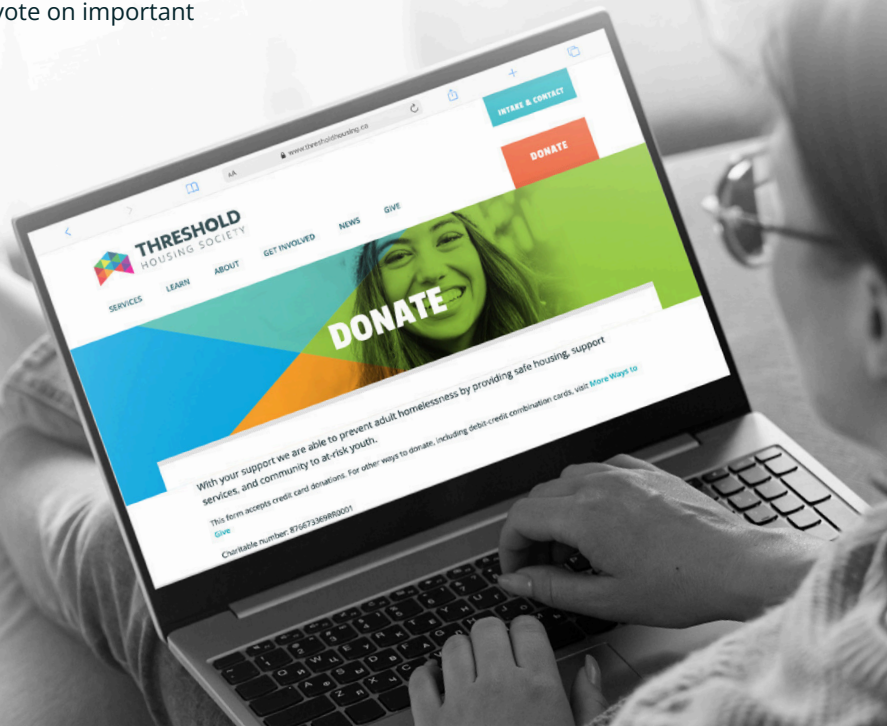 vote on important
www.thresholdhousing.ca
INTAKE & CONTACT
DONATE
THRESHOLD
HOUSING SOCIETY
SERVICES LEARN ABOUT GET INVOLVED NEWS GIVE
DONATE
With your support we are able to prevent adult homelessness by providing safe housing, support
services, and community to at-risk youth.
This form accepts credit card donations. For other ways to donate, including debit-credit combination cards, visit More Ways to
Give
Charitable number: 876673369RR0001